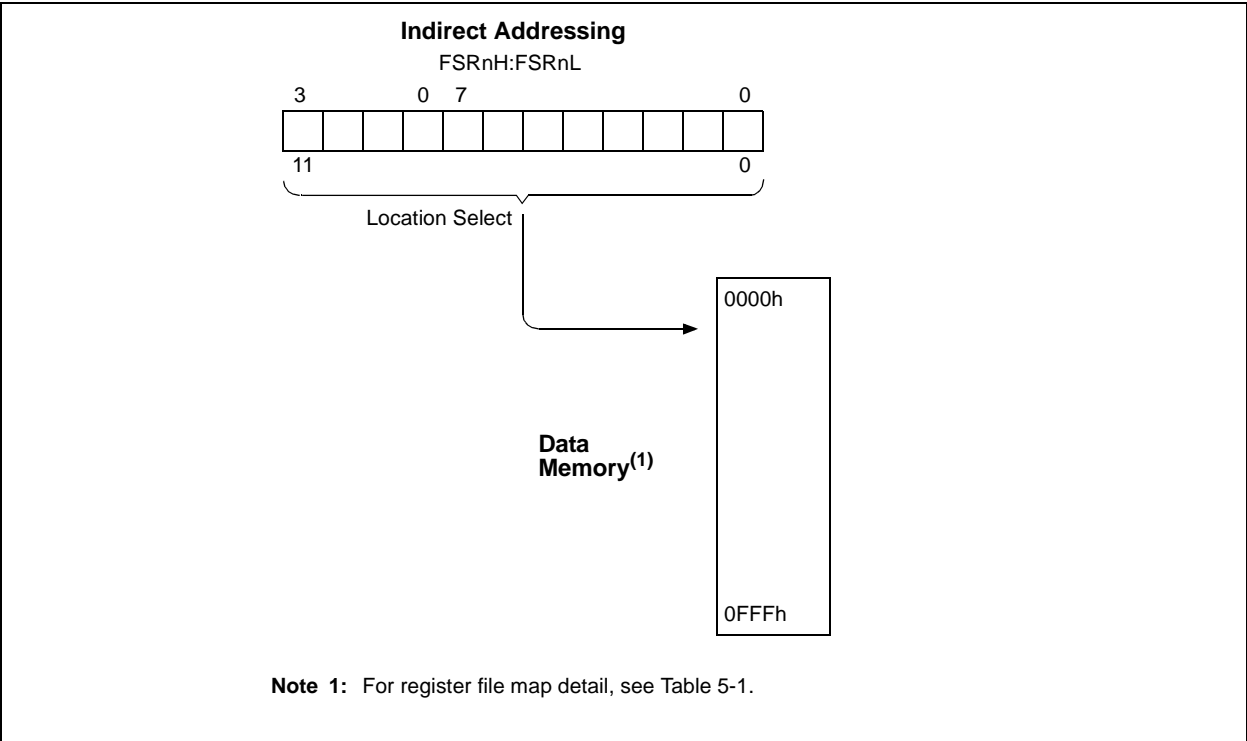 Indirect Addressing
FSRnH:FSRnL
3 0 7 0
11 0
Location Select
0000h
Data
Memory(1)
0FFFh
Note 1: For register file map detail, see Table 5-1.